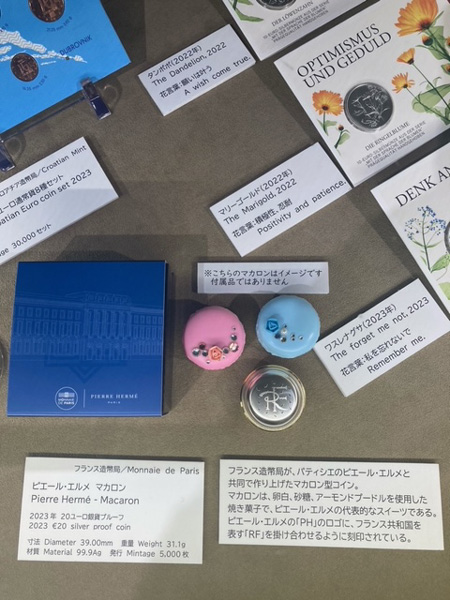 DUBROVNIK
タンポポ(2022年)
The Dandelion, 2022
花言葉:願いは叶う
A wish come true.
DER LÖWENZAHN
OPTIMISMUS
UND GEDULD
DIE RINGELBLUME
マリーゴールド(2022年)
The Marigold, 2022
花言葉:積極性、忍耐
Positivity and patience.
ロアチア造幣局/Croatian Mint
ーロ通常貨8種セット
oatian Euro coin set 2023
age 30,000セット
DENK AN
ワスレナグサ(2023年)
The forget me not, 2023
花言葉:私を忘れないで
Remember me.
※こちらのマカロンはイメージです
付属品ではありません
MONNAIE DE PARIS
PIERRE HERMÉ
PARIS
フランス造幣局/Monnaie de Paris
ピエール・エルメ マカロン
Pierre Hermé - Macaron
2023年 20ユーロ銀貨プルーフ
2023 €20 silver proof coin
寸法 Diameter 39.00mm 重量 Weight 31.1g
材質 Material 99.9Ag 発行 Mintage 5,000枚
フランス造幣局が、パティシエのピエール・エルメと
共同で作り上げたマカロン型コイン。
マカロンは、卵白、砂糖、アーモンドプードルを使用した
焼き菓子で、ピエール・エルメの代表的なスイーツである。
ピエール・エルメの「PH」のロゴに、フランス共和国を
表す「RF」を掛け合わせるように刻印されている。